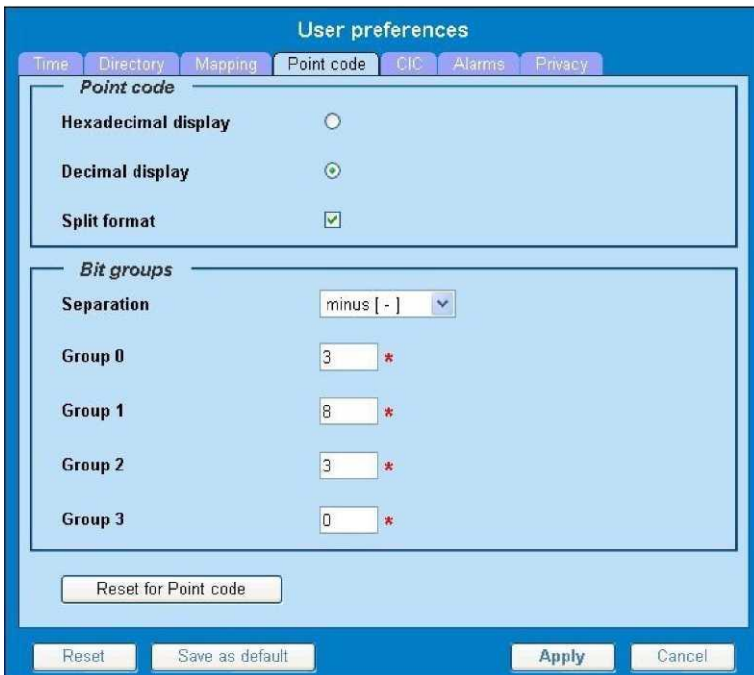 User preferences
Time Directory Mapping Point code CIC Alarms Privacy
Point code
Hexadecimal display
Decimal display
Split format
Bit groups
Separation minus [ - ]
Group 0 3 *
Group 1 8 *
Group 2 3 *
Group 3 0 *
Reset for Point code
Reset Save as default Apply Cancel